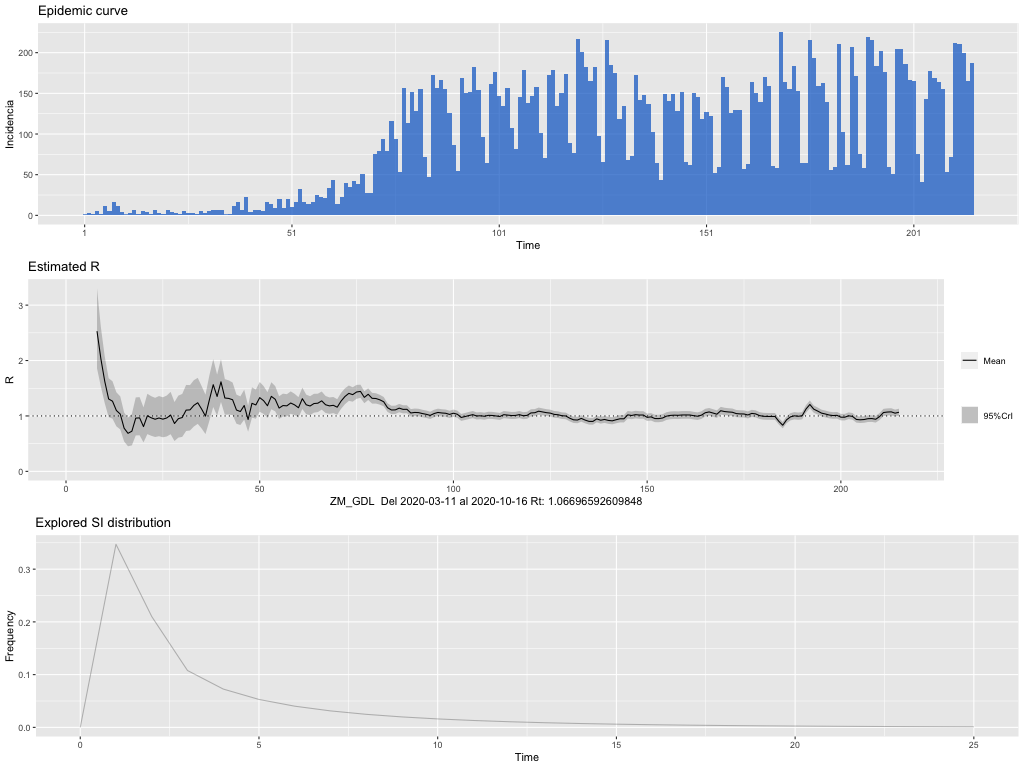 Epidemic curve
Incidencia
200
150
100
50
0
1
51
101
151
201
Time
Estimated R
R
3
2
1
0
0
50
100
150
200
ZM_GDL  Del 2020-03-11 al 2020-10-16 Rt: 1.06696592609848
Mean
95%CrI
Explored SI distribution
Frequency
0.3
0.2
0.1
0.0
0
5
10
15
20
25
Time